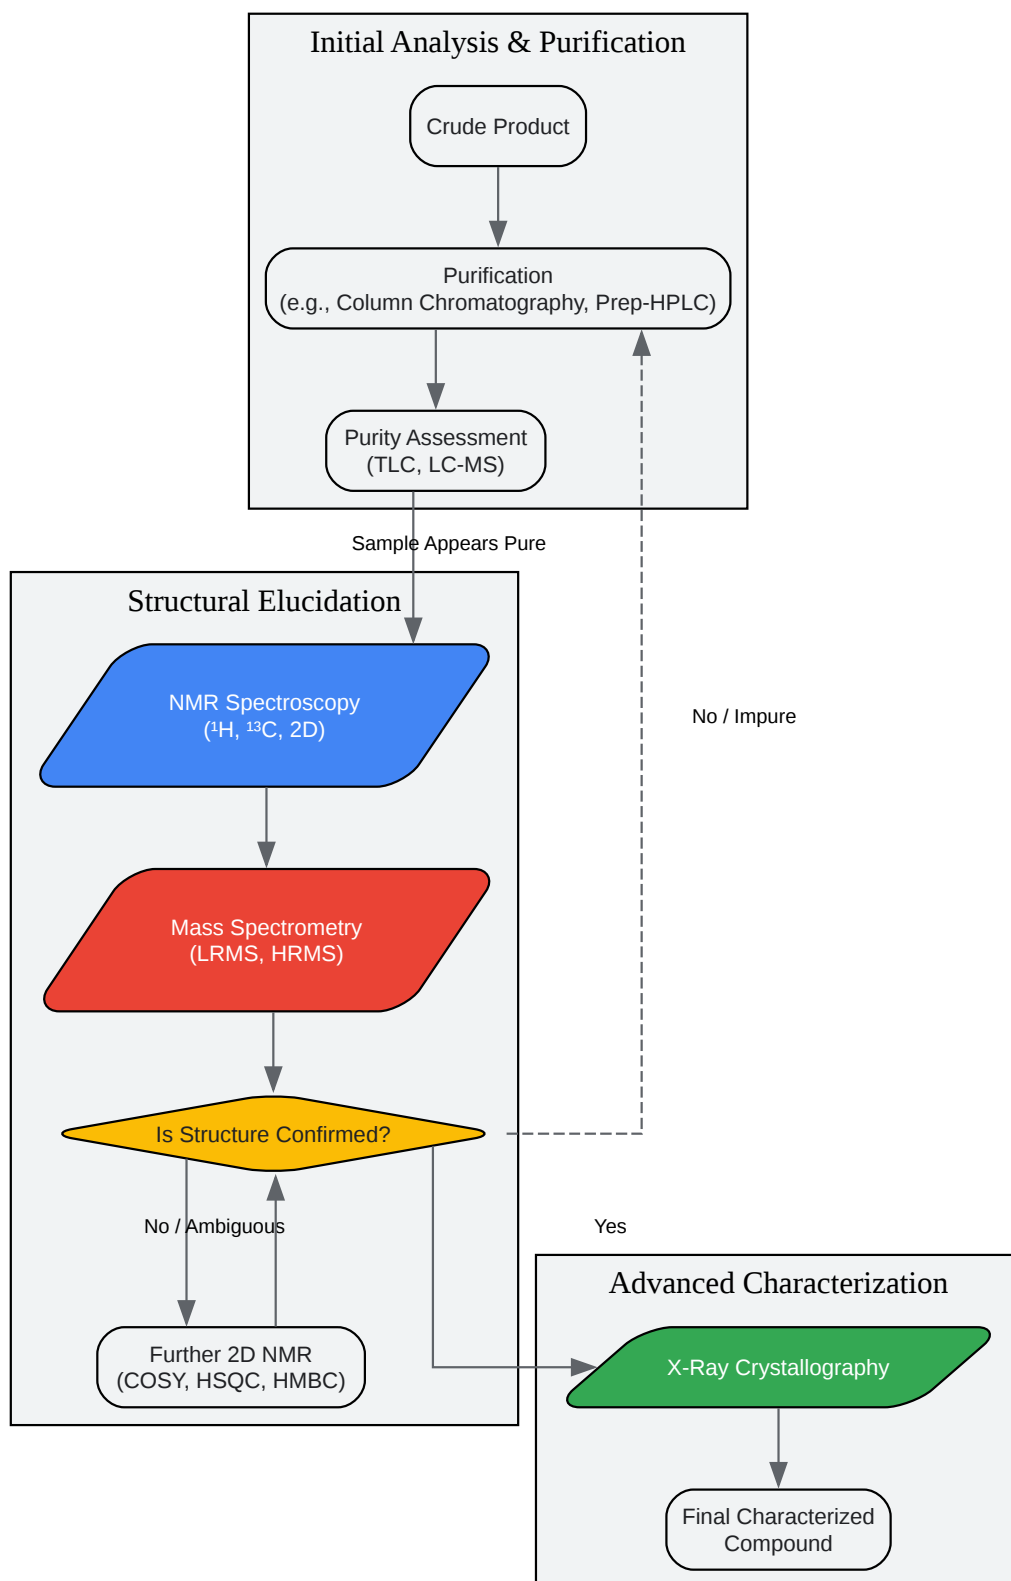 Initial Analysis & Purification
Crude Product
Purification
(e.g., Column Chromatography, Prep-HPLC)
Purity Assessment
(TLC, LC-MS)
Sample Appears Pure
Structural Elucidation
NMR Spectroscopy
(¹H, ¹³C, 2D)
No / Impure
Mass Spectrometry
(LRMS, HRMS)
Is Structure Confirmed?
No / Ambiguous
Yes
Advanced Characterization
Further 2D NMR
(COSY, HSQC, HMBC)
X-Ray Crystallography
Final Characterized
Compound